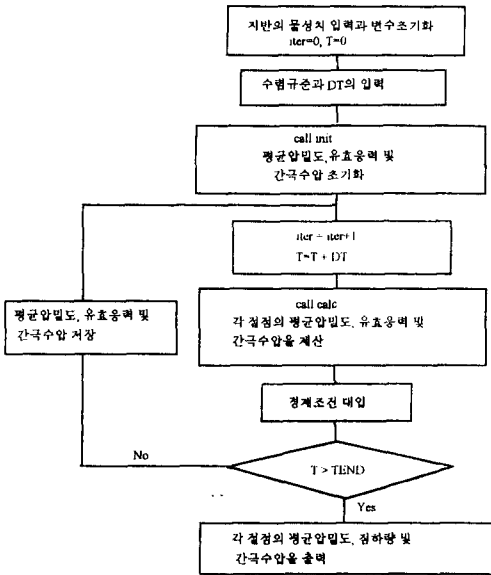 지반의 물성치 입력과 변수초기화
iter=0, T=0
수렴규준과 DT의 입력
call init
평균압밀도, 유효응력 및
간극수압 초기화
iter = iter+1
T=T + DT
평균압밀도, 유효응력 및
간극수압 저장
call calc
각 절점의 평균압밀도, 유효응력 및
간극수압을 계산
경계조건 대입
No
T > TEND
Yes
각 절점의 평균압밀도, 침하량 및
간극수압을 출력